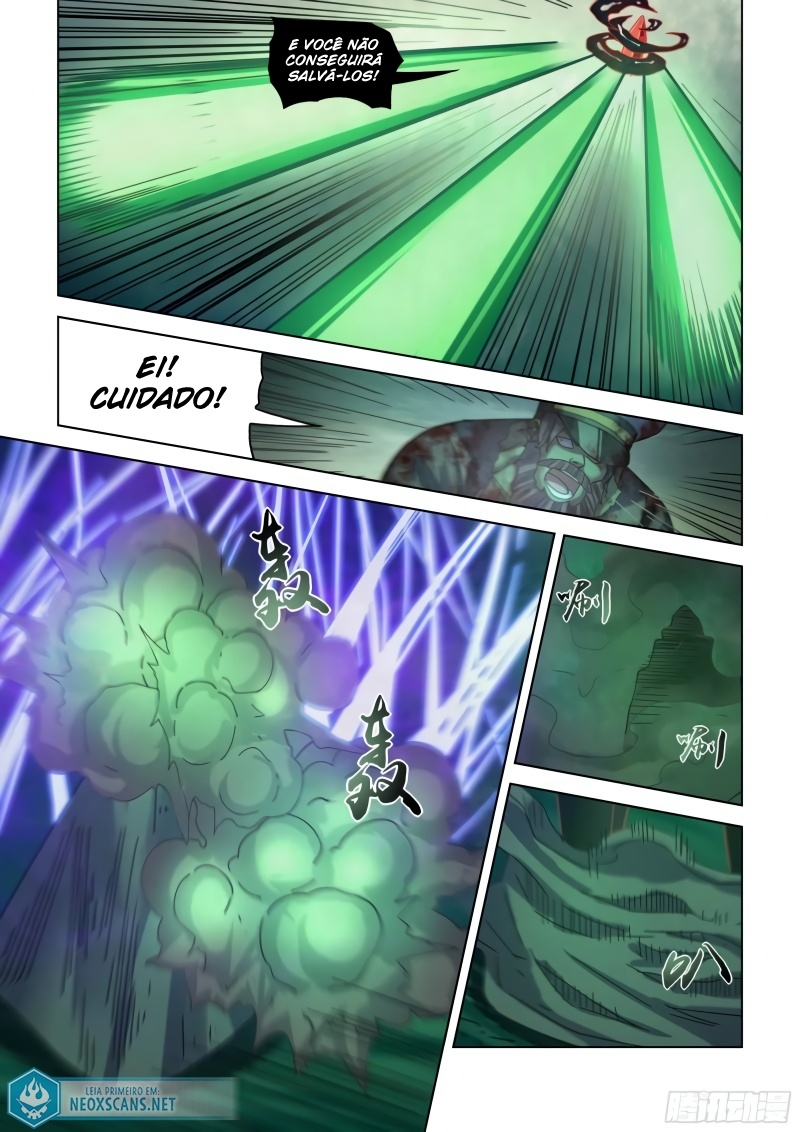 E VOCÊ NÃO
CONSEGUIRÁ
SALVÁ-LOS!
EI!
CUIDADO!
轰
唰
轰
唰
叭
LEIA PRIMEIRO EM:
NEOXSCANS.NET
腾讯动漫